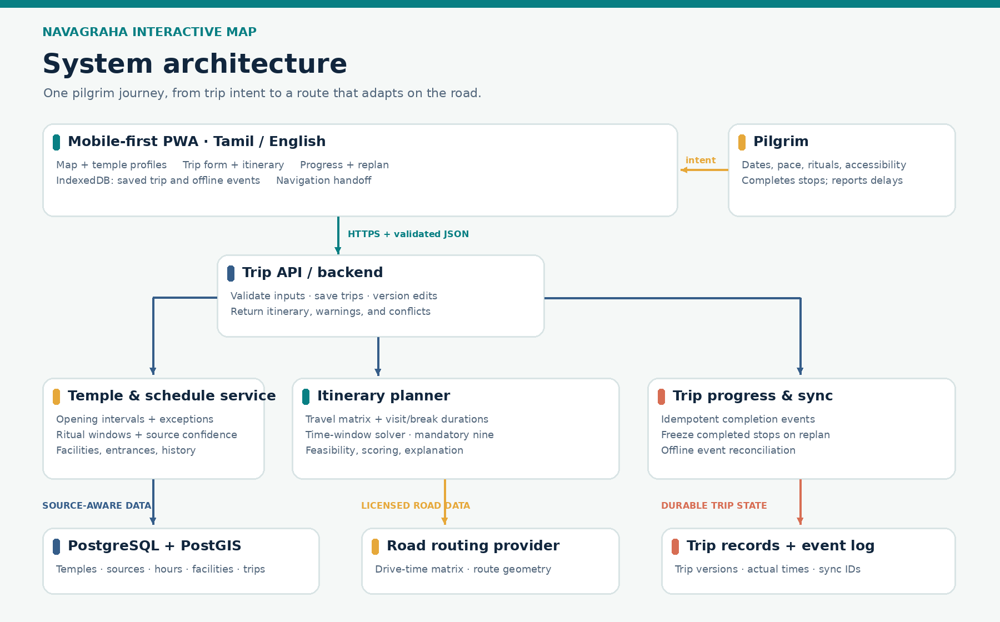 NAVAGRAHA INTERACTIVE MAP
System architecture
One pilgrim journey, from trip intent to a route that adapts on the road.
Mobile-first PWA · Tamil / English
Map + temple profiles Trip form + itinerary Progress + replan
IndexedDB: saved trip and offline events Navigation handoff
intent
Pilgrim
Dates, pace, rituals, accessibility
Completes stops; reports delays
HTTPS + validated JSON
Trip API / backend
Validate inputs · save trips · version edits
Return itinerary, warnings, and conflicts
Temple & schedule service
Opening intervals + exceptions
Ritual windows + source confidence
Facilities, entrances, history
Itinerary planner
Travel matrix + visit/break durations
Time-window solver · mandatory nine
Feasibility, scoring, explanation
Trip progress & sync
Idempotent completion events
Freeze completed stops on replan
Offline event reconciliation
SOURCE-AWARE DATA
LICENSED ROAD DATA
DURABLE TRIP STATE
PostgreSQL + PostGIS
Temples · sources · hours · facilities · trips
Road routing provider
Drive-time matrix · route geometry
Trip records + event log
Trip versions · actual times · sync IDs